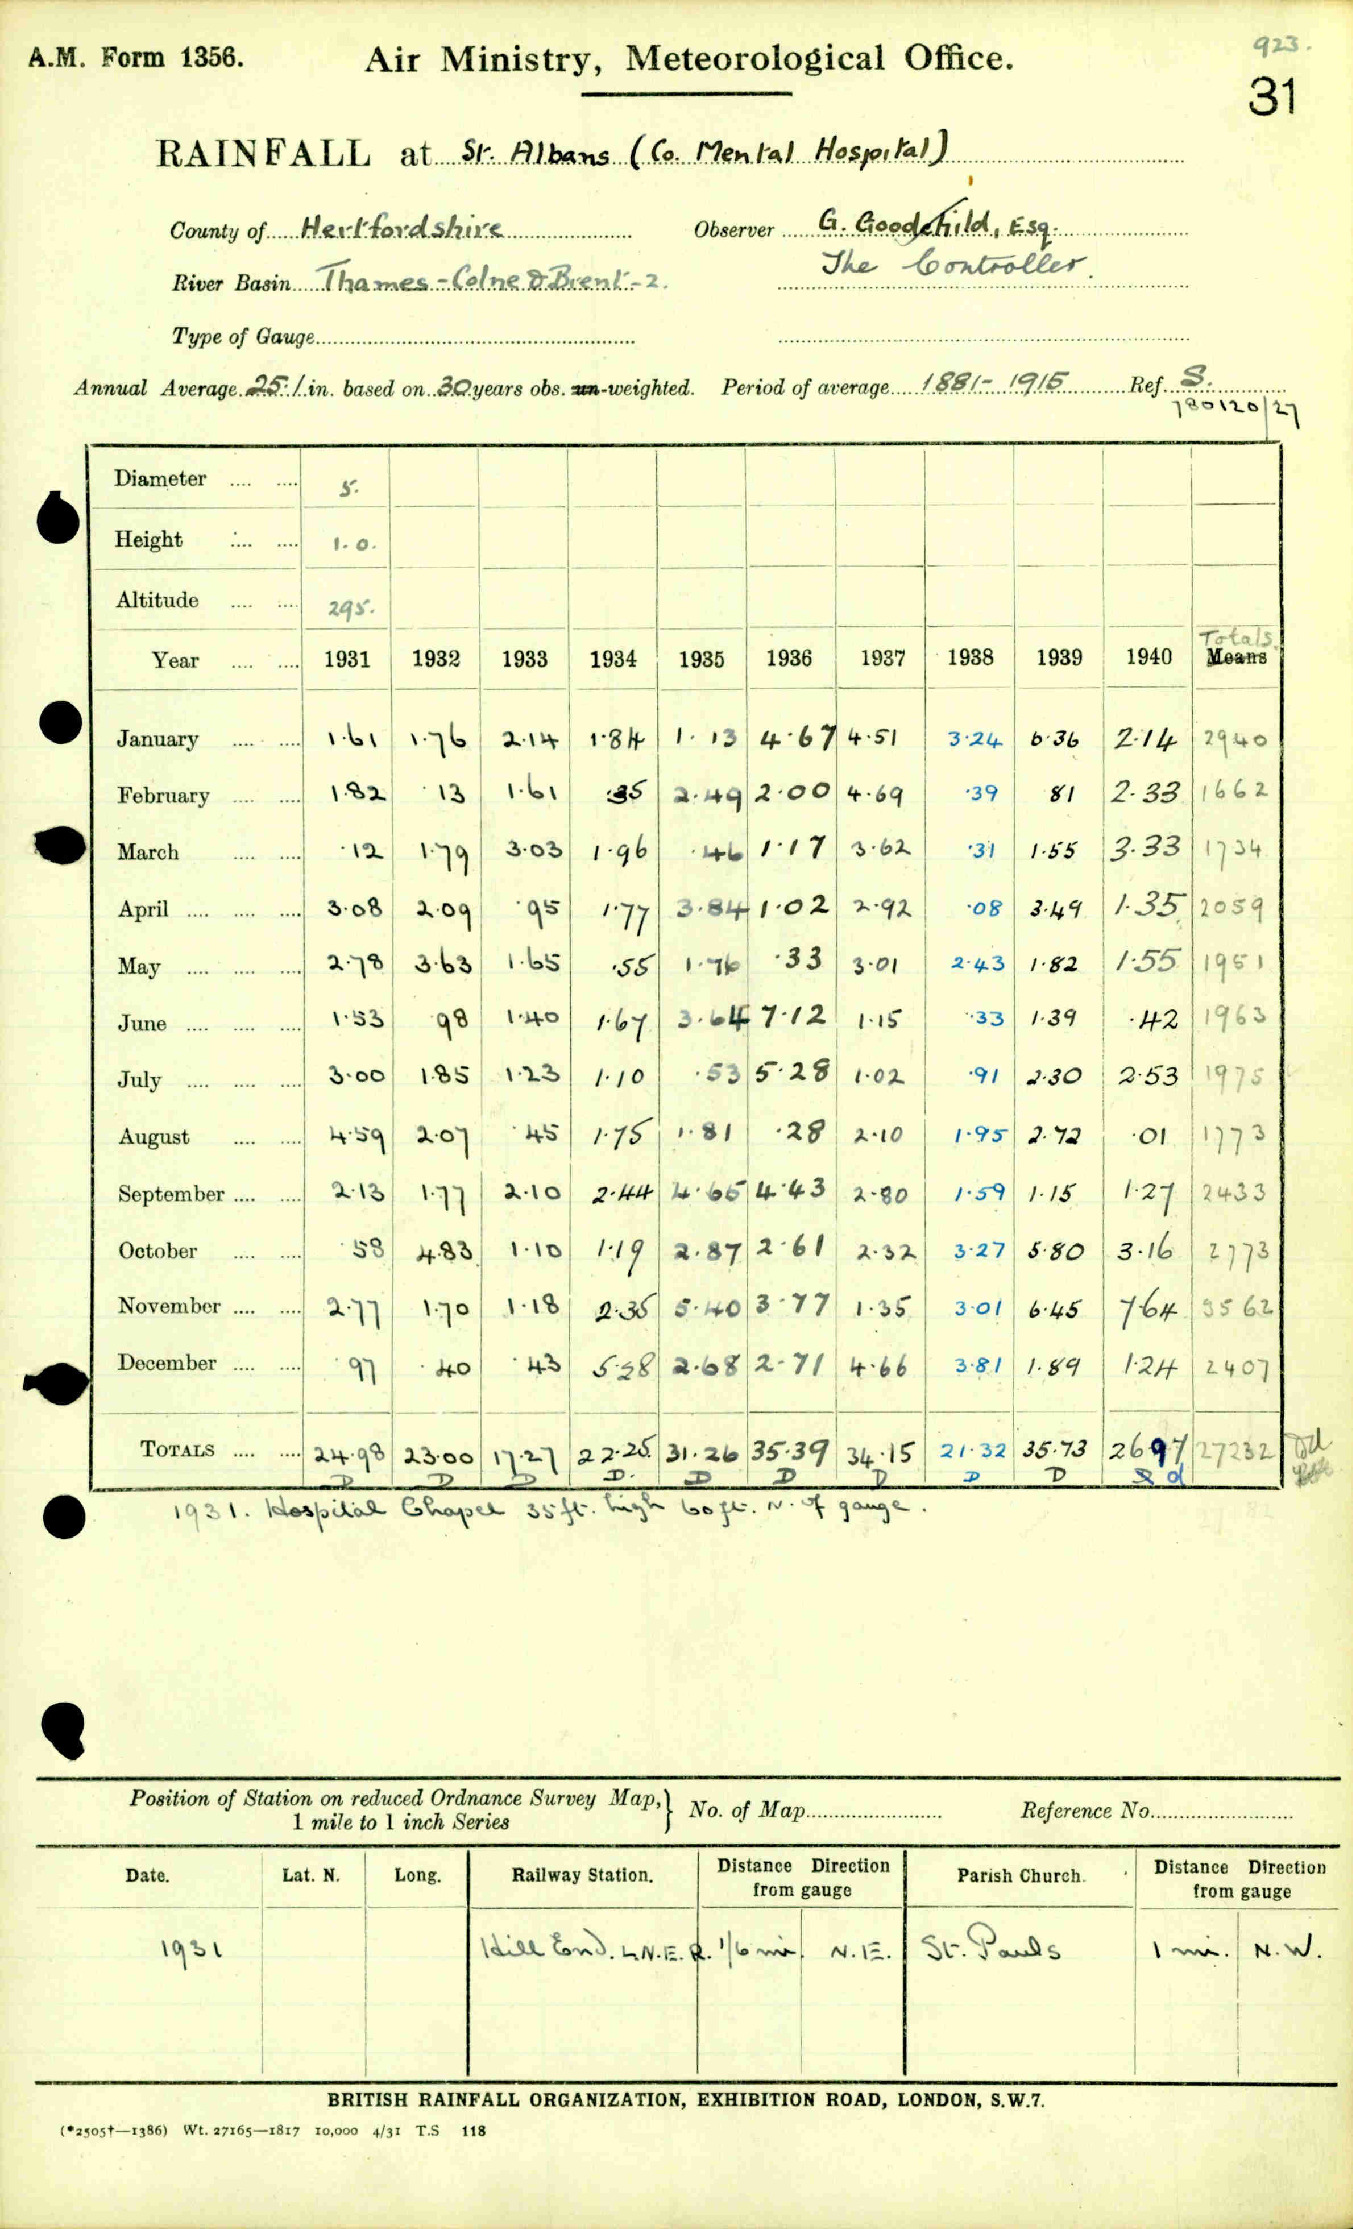 A.M. Form 1356.
Air Ministry, Meteorological Office.
923.
31
RAINFALL at St. Albans (Co. Mental Hospital)
County of Hertfordshire Observer G. Goodchild, Esq.
River Basin Thames - Colne & Brent - 2. The Controller.
Type of Gauge
Annual Average 25.1 in. based on 30 years obs. un-weighted. Period of average 1881 - 1915 Ref. S.
780120/27
Diameter .... .... 5.
Height .... .... 1.0.
Altitude .... .... 295.
Totals
Year .... .... 1931 1932 1933 1934 1935 1936 1937 1938 1939 1940 Means
January .... .... 1.61 1.76 2.14 1.84 1.13 4.67 4.51 3.24 6.36 2.14 2940
February .... .... 1.82 .13 1.61 .35 2.49 2.00 4.69 .39 81 2.33 1662
March .... .... .12 1.79 3.03 1.96 .46 1.17 3.62 .31 1.55 3.33 1734
April .... .... .... 3.08 2.09 .95 1.77 3.84 1.02 2.92 .08 3.49 1.35 2059
May .... .... .... 2.78 3.63 1.65 .55 1.76 .33 3.01 2.43 1.82 1.55 1951
June .... .... .... 1.53 .98 1.40 1.67 3.64 7.12 1.15 .33 1.39 .42 1963
July .... .... .... 3.00 1.85 1.23 1.10 .53 5.28 1.02 .91 2.30 2.53 1975
August .... .... 4.59 2.07 .45 1.75 1.81 .28 2.10 1.95 2.72 .01 1773
September .... .... 2.13 1.77 2.10 2.44 4.65 4.43 2.80 1.59 1.15 1.27 2433
October .... .... .58 4.83 1.10 1.19 2.87 2.61 2.32 3.27 5.80 3.16 2773
November .... .... 2.77 1.70 1.18 2.35 5.40 3.77 1.35 3.01 6.45 7.64 3562
December .... .... .97 .40 .43 5.28 2.68 2.71 4.66 3.81 1.89 1.24 2407
TOTALS .... .... 24.98 23.00 17.27 22.25 31.26 35.39 34.15 21.32 35.73 26.97 27232
D D D D. D D D D D d
1931. Hospital Chapel 35 ft. high 60 ft. N. of gauge.
Position of Station on reduced Ordnance Survey Map, } No. of Map Reference No.
1 mile to 1 inch Series
Date. Lat. N. Long. Railway Station. Distance Direction from gauge Parish Church. Distance Direction from gauge
1931 Hill End. L.N.E.R. 1/6 mi. N.E. St. Pauls 1 mi. N.W.
BRITISH RAINFALL ORGANIZATION, EXHIBITION ROAD, LONDON, S.W.7.
(*2505†—1386) Wt. 27165—1817 10,000 4/31 T.S 118